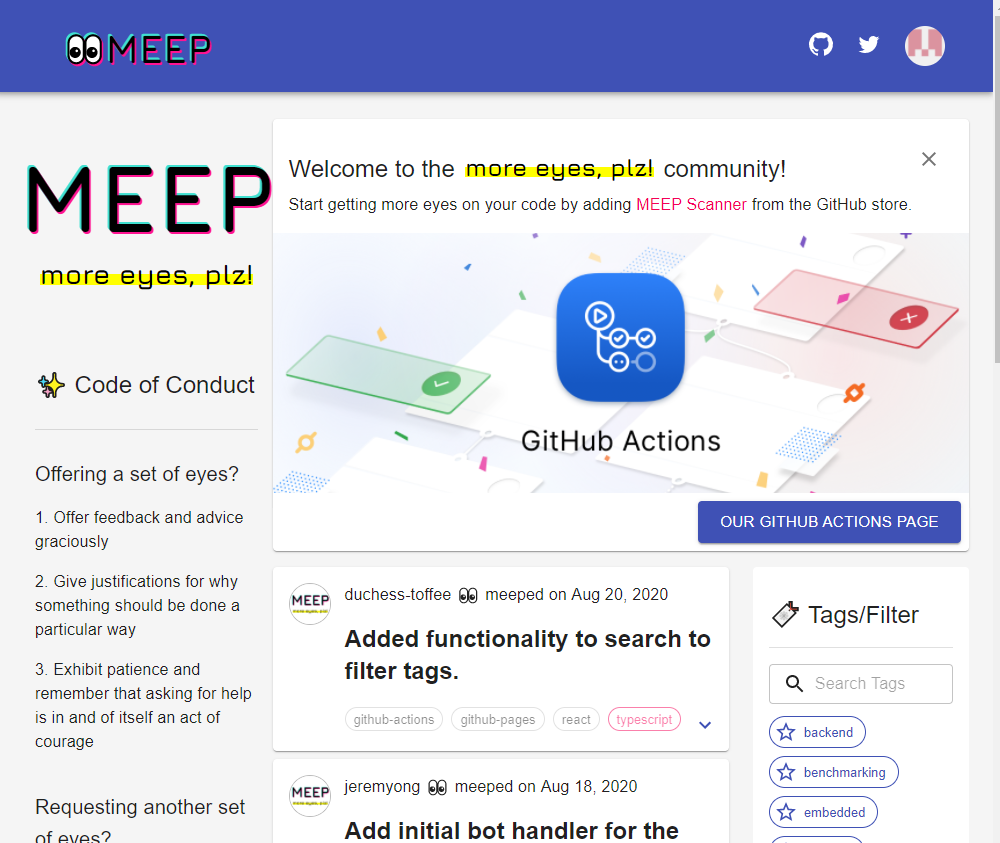 MEEP
MEEP
more eyes, plz!
Code of Conduct
Offering a set of eyes?
1. Offer feedback and advice
graciously
2. Give justifications for why
something should be done a
particular way
3. Exhibit patience and
remember that asking for help
is in and of itself an act of
courage
Requesting another set
of eyes?
Welcome to the more eyes, plz! community!
Start getting more eyes on your code by adding MEEP Scanner from the GitHub store.
GitHub Actions
OUR GITHUB ACTIONS PAGE
MEEP
more eyes, plz!
duchess-toffee meeped on Aug 20, 2020
Added functionality to search to
filter tags.
github-actions github-pages react typescript
MEEP
more eyes, plz!
jeremyong meeped on Aug 18, 2020
Add initial bot handler for the
Tags/Filter
Search Tags
backend
benchmarking
embedded